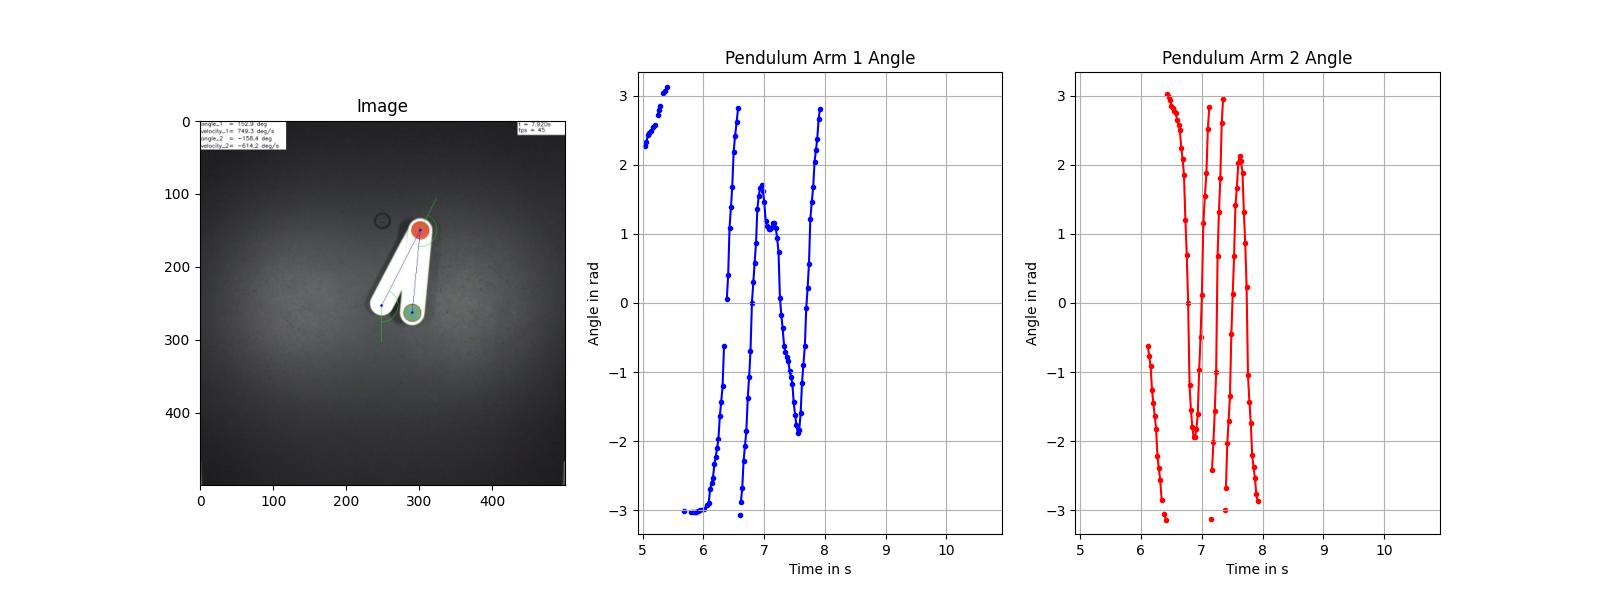 Image
angle_1 = 152.9 deg
velocity_1= 749.3 deg/s
angle_2 = -158.4 deg
velocity_2= -614.2 deg/s
t = 7.920s
fps = 45
0
100
200
300
400
0 100 200 300 400
Pendulum Arm 1 Angle
Angle in rad
3
2
1
0
−1
−2
−3
5 6 7 8 9 10
Time in s
Pendulum Arm 2 Angle
Angle in rad
3
2
1
0
−1
−2
−3
5 6 7 8 9 10
Time in s